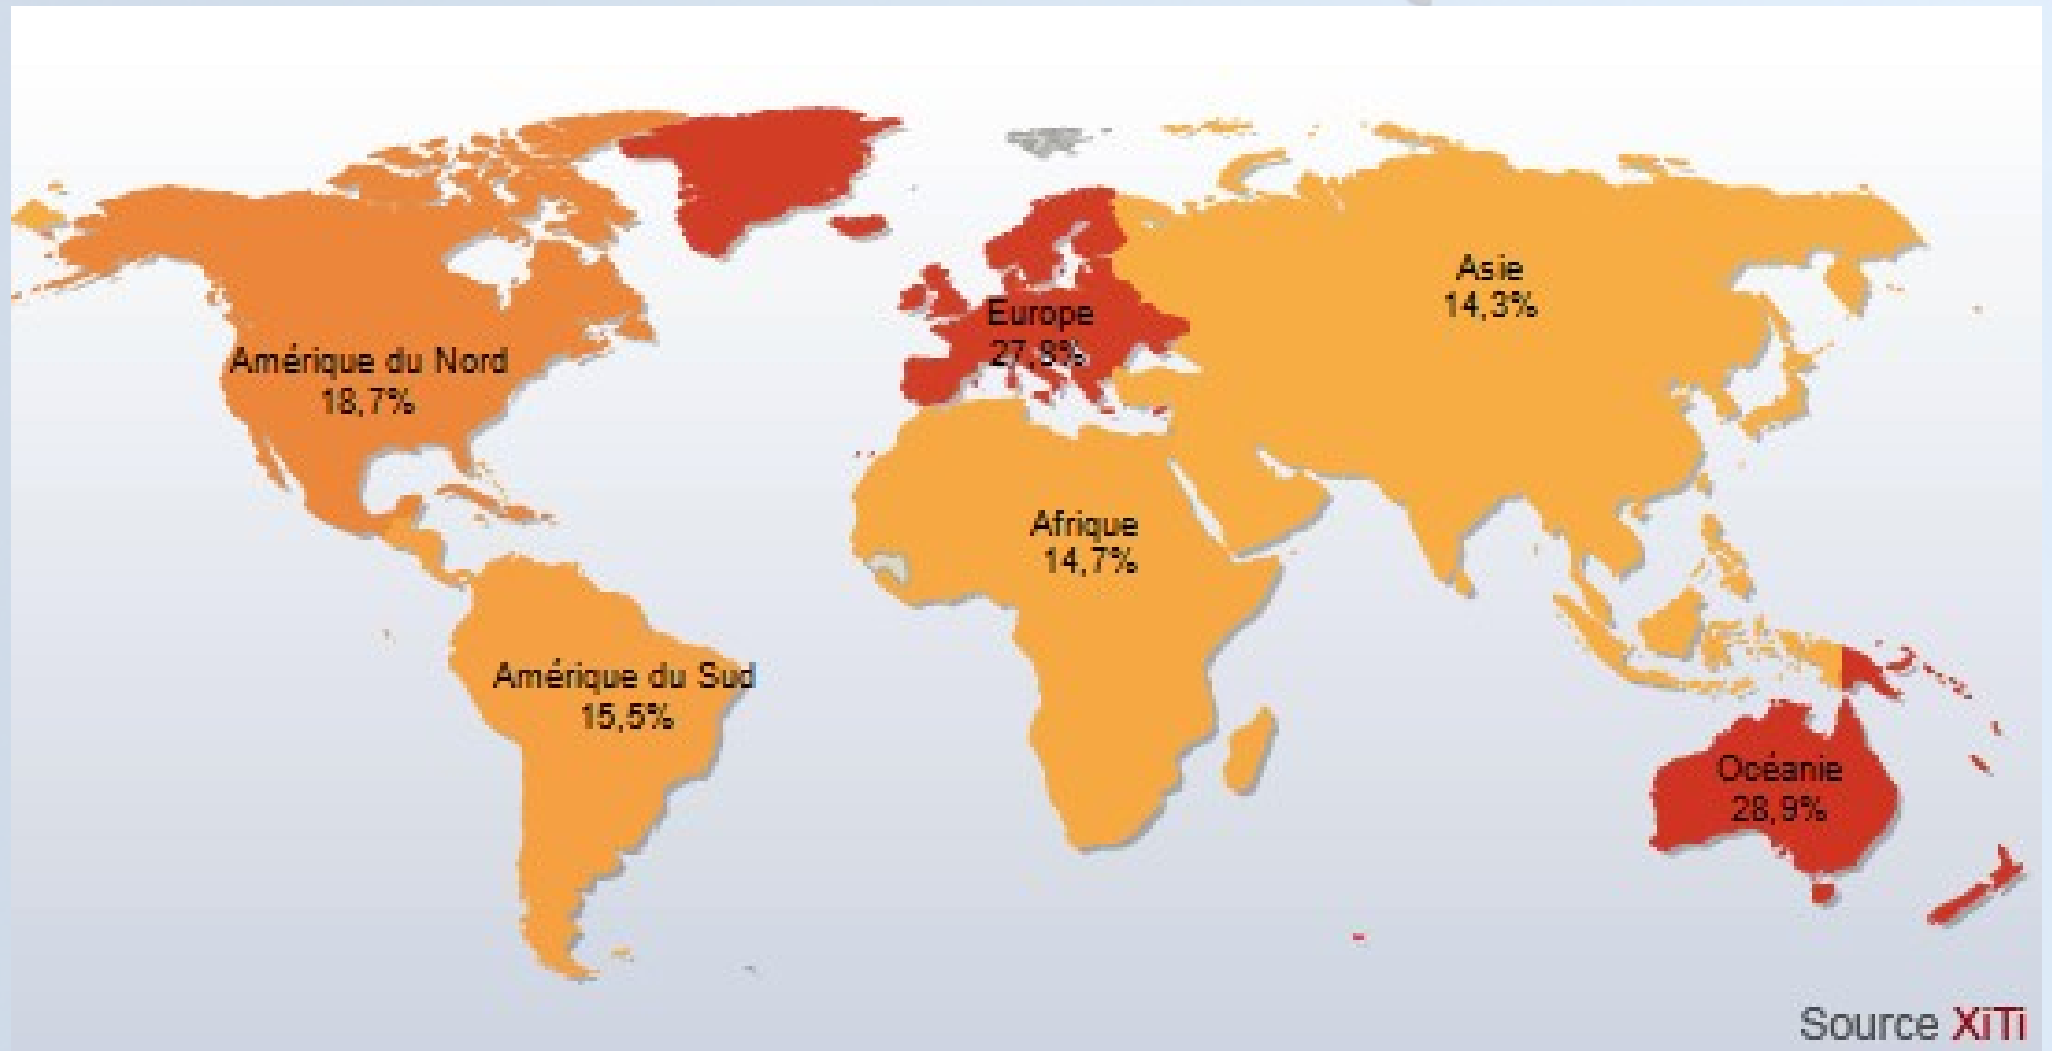 Asie
14,3%
Europe
27,8%
Amérique du Nord
18,7%
Afrique
14,7%
Amérique du Sud
15,5%
Océanie
28,9%
Source XiTi